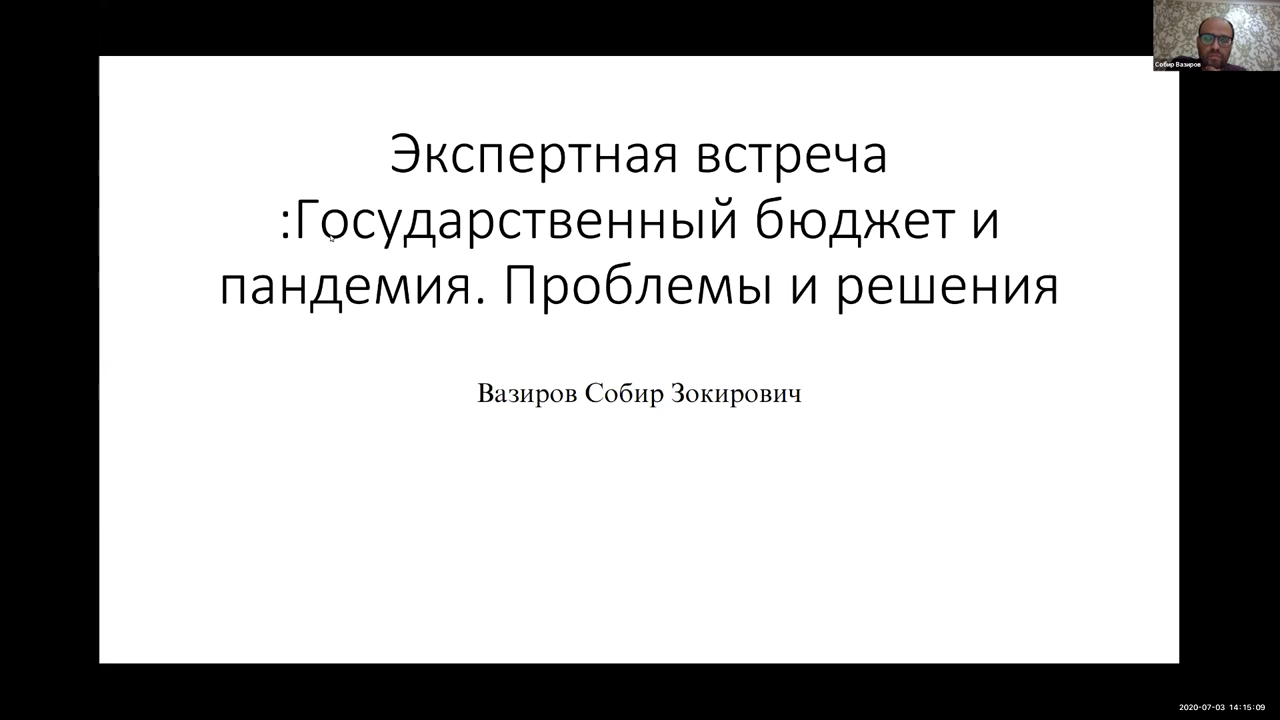 Собир Вазиров
Экспертная встреча
:Государственный бюджет и
пандемия. Проблемы и решения
Вазиров Собир Зокирович
2020-07-03 14:15:09